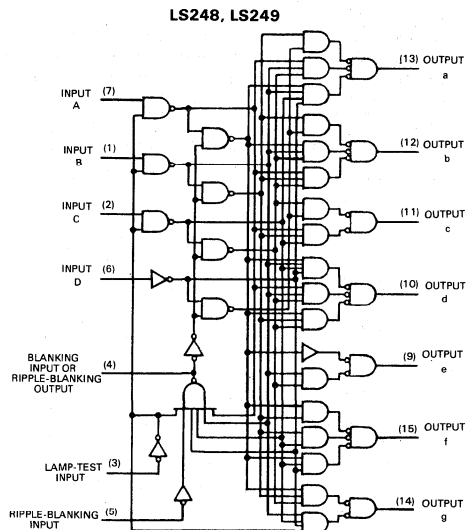 LS248, LS249
INPUT A (7)
INPUT B (1)
INPUT C (2)
INPUT D (6)
BLANKING INPUT OR RIPPLE-BLANKING OUTPUT (4)
LAMP-TEST INPUT (3)
RIPPLE-BLANKING INPUT (5)
(13) OUTPUT a
(12) OUTPUT b
(11) OUTPUT c
(10) OUTPUT d
(9) OUTPUT e
(15) OUTPUT f
(14) OUTPUT g